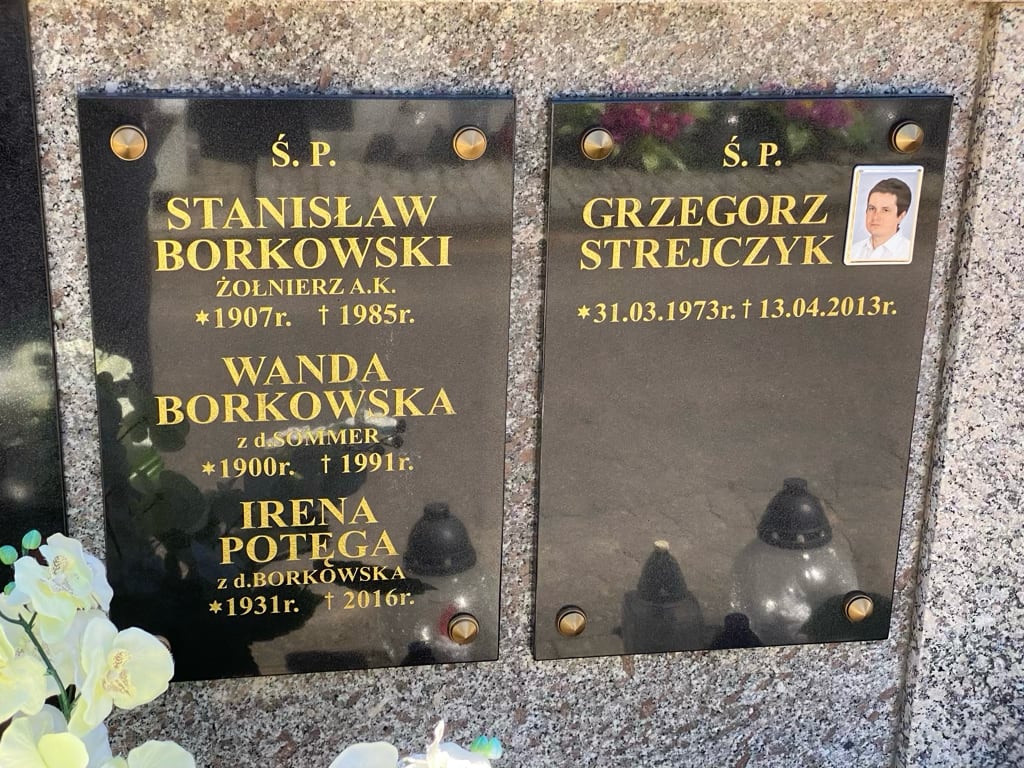 Ś. P.
STANISŁAW
BORKOWSKI
ŻOŁNIERZ A.K.
*1907r. † 1985r.
WANDA
BORKOWSKA
z d.SOMMER
*1900r. † 1991r.
IRENA
POTĘGA
z d.BORKOWSKA
*1931r. † 2016r.
Ś. P.
GRZEGORZ
STREJCZYK
*31.03.1973r. † 13.04.2013r.